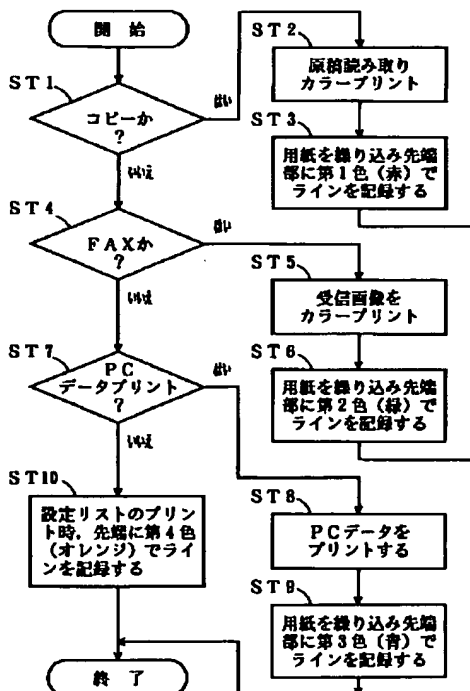 開始
ST1
コピーか
?
はい
いいえ
ST2
原稿読み取り
カラープリント
ST3
用紙を繰り込み先端
部に第1色(赤)で
ラインを記録する
ST4
FAXか
?
はい
いいえ
ST5
受信画像を
カラープリント
ST6
用紙を繰り込み先端
部に第2色(緑)で
ラインを記録する
ST7
PC
データプリント
?
はい
いいえ
ST8
PCデータを
プリントする
ST9
用紙を繰り込み先端
部に第3色(青)で
ラインを記録する
ST10
設定リストのプリン
ト時、先端に第4色
(オレンジ)でライ
ンを記録する
終了